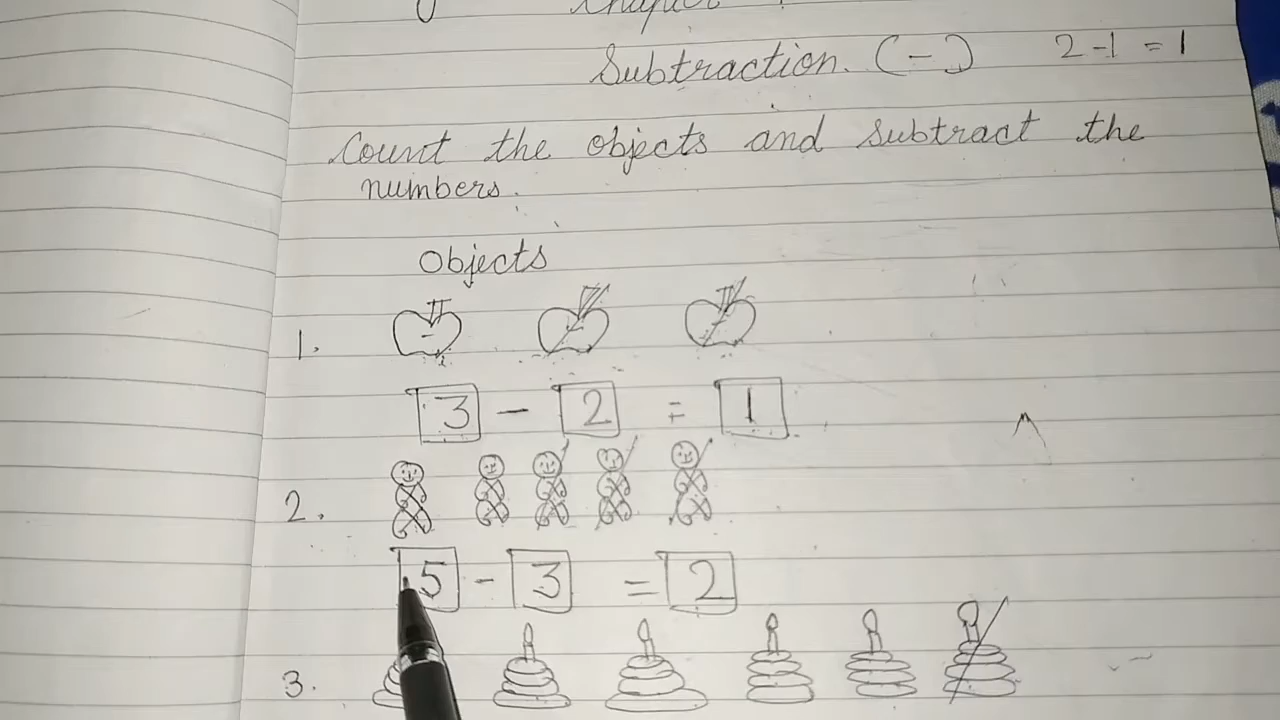 Chapter
Subtraction. (-) 2-1 = 1
Count the objects and subtract the
numbers.
Objects
1.
3 - 2 = 1
2.
5 - 3 = 2
3.